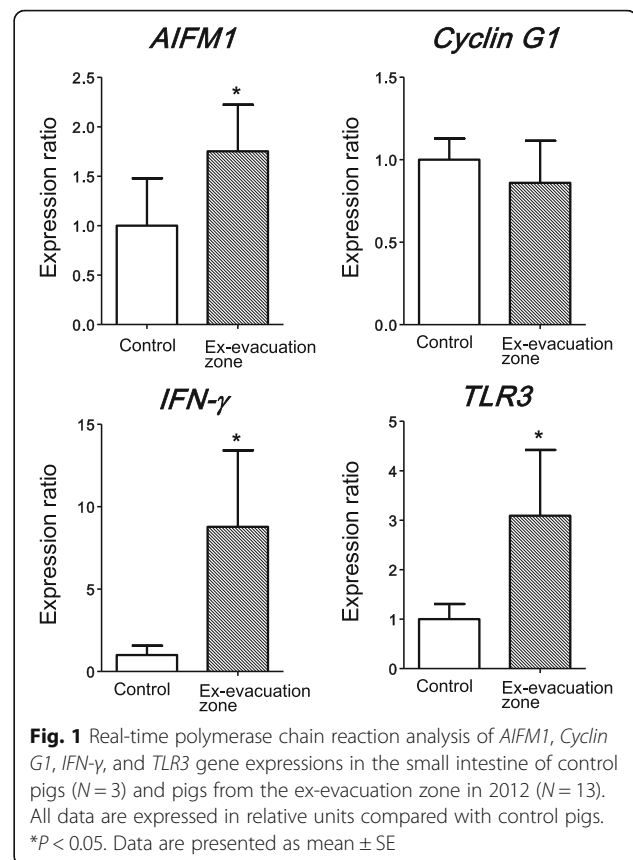 AIFM1
Expression ratio
2.5
2.0
1.5
1.0
0.5
0.0
*
Control
Ex-evacuation
zone
Cyclin G1
Expression ratio
1.5
1.0
0.5
0.0
Control
Ex-evacuation
zone
IFN-γ
Expression ratio
15
10
5
0
*
Control
Ex-evacuation
zone
TLR3
Expression ratio
5
4
3
2
1
0
*
Control
Ex-evacuation
zone
Fig. 1 Real-time polymerase chain reaction analysis of AIFM1, Cyclin
G1, IFN-γ, and TLR3 gene expressions in the small intestine of control
pigs (N = 3) and pigs from the ex-evacuation zone in 2012 (N = 13).
All data are expressed in relative units compared with control pigs.
*P < 0.05. Data are presented as mean ± SE